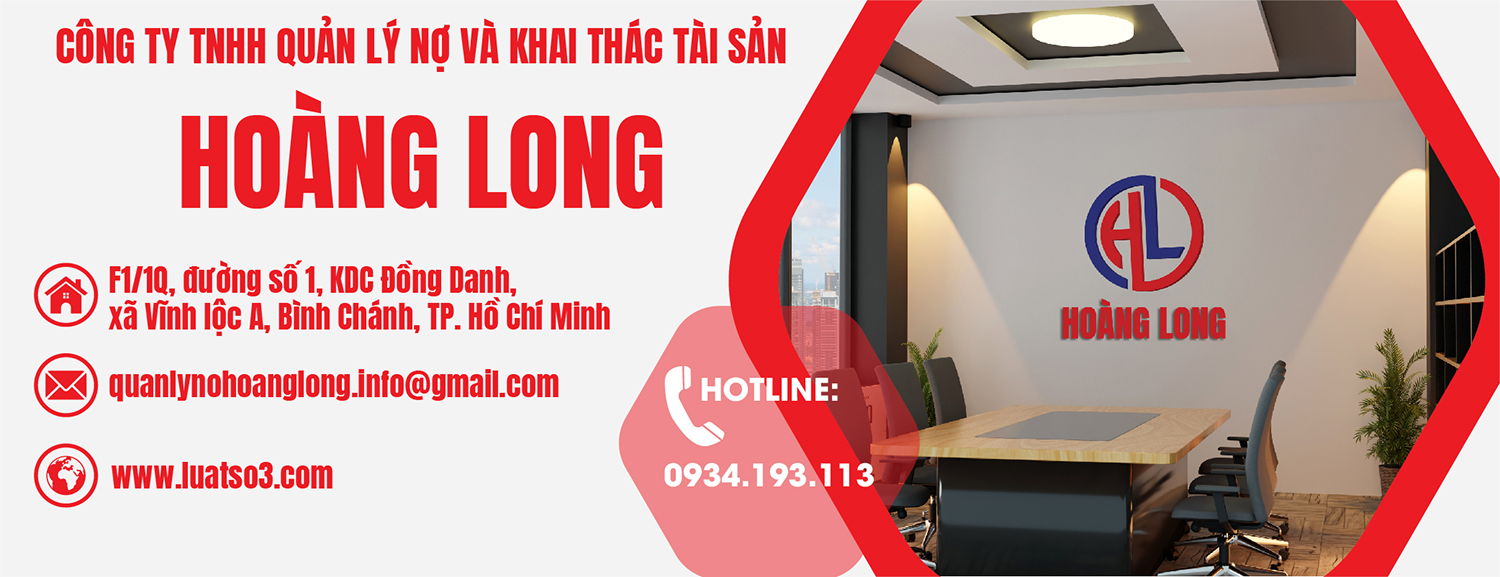 CÔNG TY TNHH QUẢN LÝ NỢ VÀ KHAI THÁC TÀI SẢN
HOÀNG LONG
F1/1Q, đường số 1, KDC Đồng Danh,
xã Vĩnh lộc A, Bình Chánh, TP. Hồ Chí Minh
quanlynohoanglong.info@gmail.com
www.luatso3.com
HOTLINE:
0934.193.113
HL
HOÀNG LONG